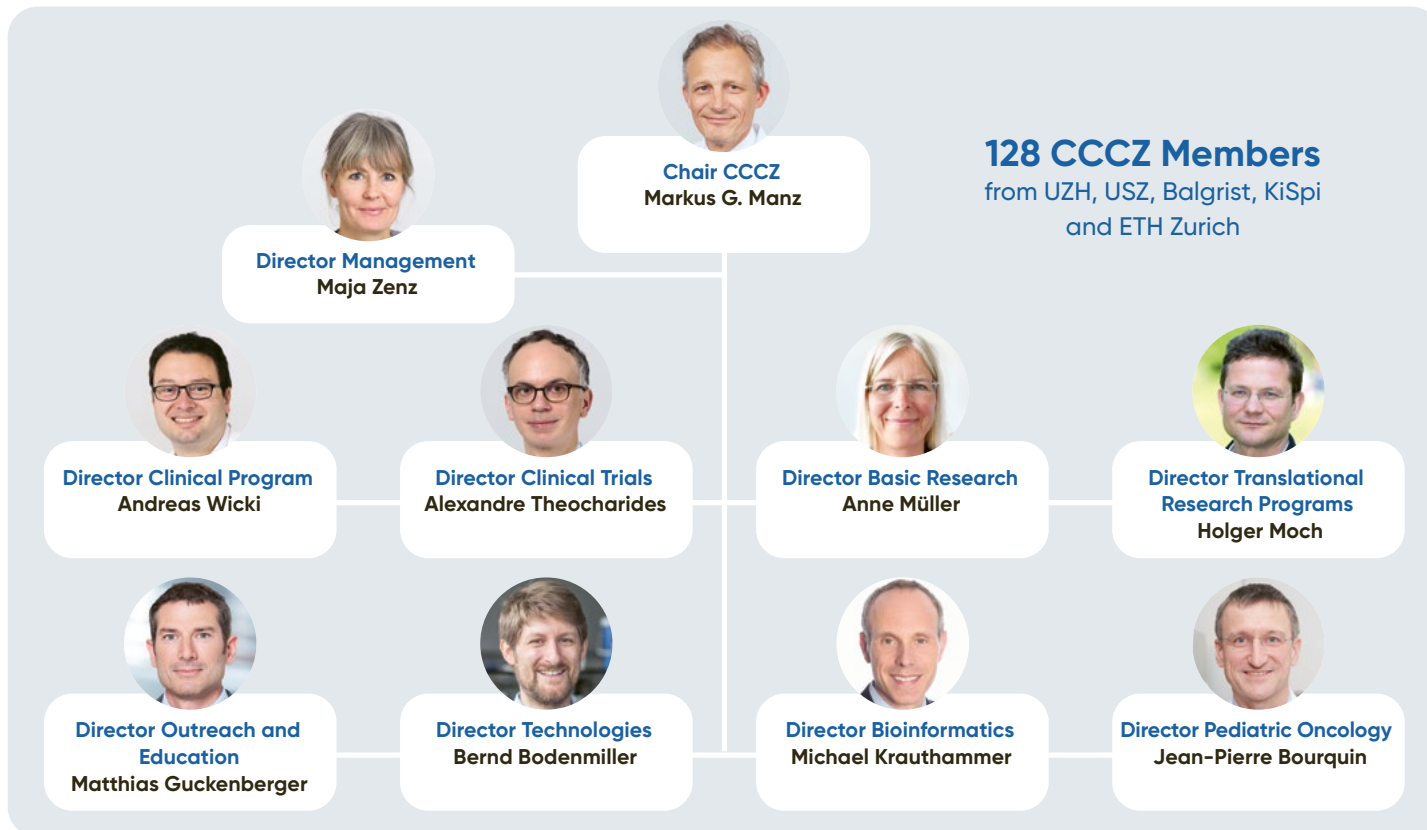 Chair CCCZ
Markus G. Manz
128 CCCZ Members
from UZH, USZ, Balgrist, KiSpi
and ETH Zurich
Director Management
Maja Zenz
Director Clinical Program
Andreas Wicki
Director Clinical Trials
Alexandre Theocharides
Director Basic Research
Anne Müller
Director Translational
Research Programs
Holger Moch
Director Outreach and
Education
Matthias Guckenberger
Director Technologies
Bernd Bodenmiller
Director Bioinformatics
Michael Krauthammer
Director Pediatric Oncology
Jean-Pierre Bourquin